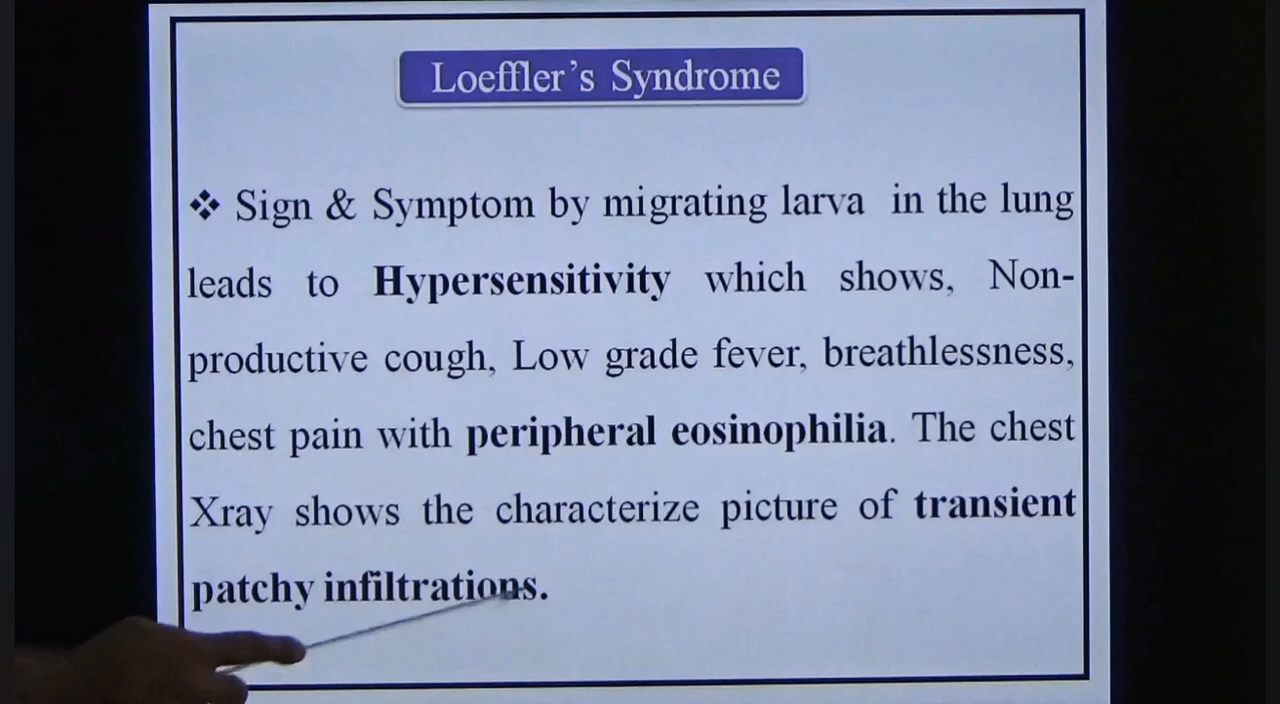 Loeffler’s Syndrome
❖ Sign & Symptom by migrating larva in the lung
leads to Hypersensitivity which shows, Non-
productive cough, Low grade fever, breathlessness,
chest pain with peripheral eosinophilia. The chest
Xray shows the characterize picture of transient
patchy infiltrations.